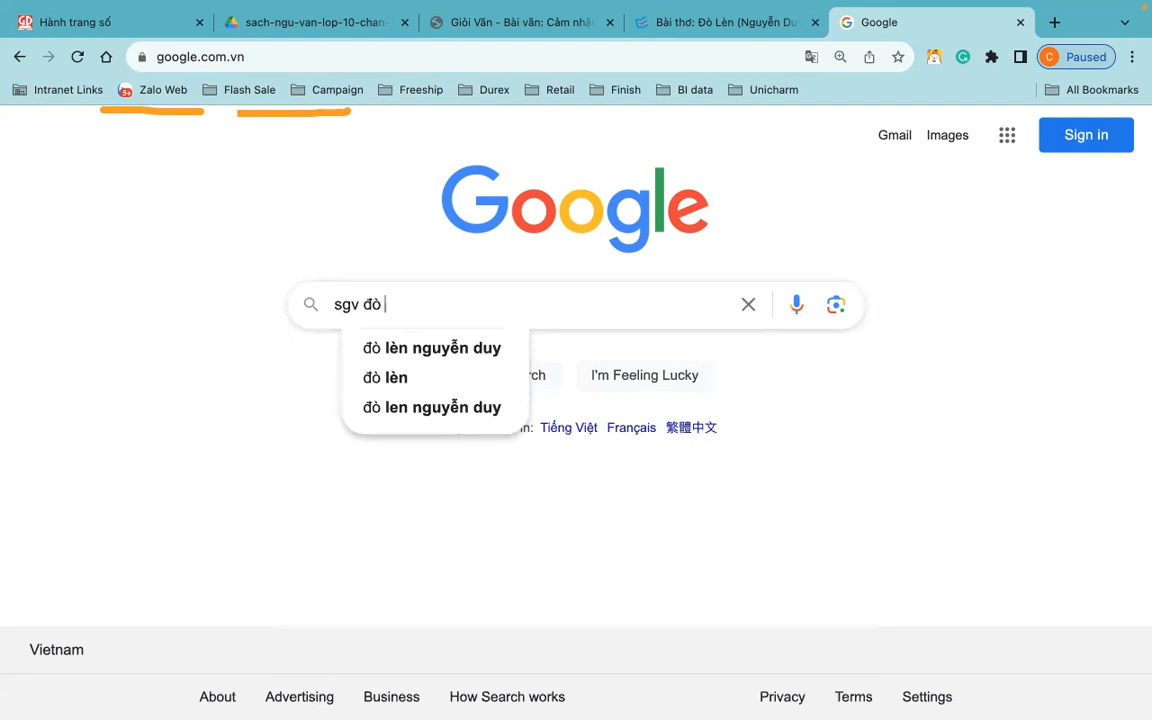 Hành trang số
sach-ngu-van-lop-10-chan-
Giỏi Văn - Bài văn: Cảm nhậ
Bài thơ: Đò Lèn (Nguyễn Du
Google
google.com.vn
Paused
Intranet Links
Zalo Web
Flash Sale
Campaign
Freeship
Durex
Retail
Finish
BI data
Unicharm
All Bookmarks
Gmail
Images
Sign in
Google
sgv đò
đò lèn nguyễn duy
đò lèn
đò len nguyễn duy
rch
I'm Feeling Lucky
in: Tiếng Việt Français 繁體中文
Vietnam
About
Advertising
Business
How Search works
Privacy
Terms
Settings